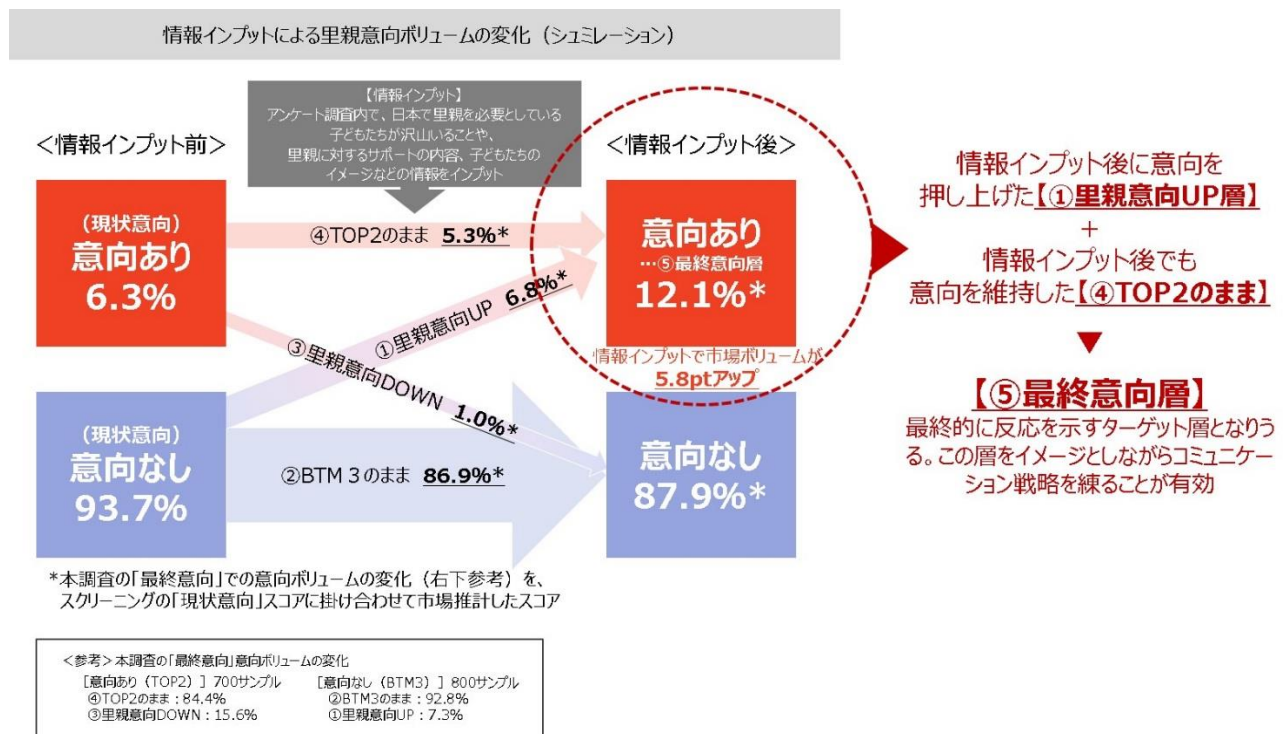 情報インプットによる里親意向ボリュームの変化（シュミレーション）
【情報インプット】
アンケート調査内で、日本で里親を必要としている
子どもたちが沢山いることや、
里親に対するサポートの内容、子どもたちの
イメージなどの情報をインプット
＜情報インプット前＞
＜情報インプット後＞
（現状意向）
意向あり
6.3%
④TOP2のまま 5.3%*
①里親意向UP 6.8%*
③里親意向DOWN 1.0%*
意向あり
…⑤最終意向層
12.1%*
情報インプットで市場ボリュームが
5.8ptアップ
（現状意向）
意向なし
93.7%
②BTM３のまま 86.9%*
意向なし
87.9%*
情報インプット後に意向を
押し上げた【①里親意向UP層】
+
情報インプット後でも
意向を維持した【④TOP2のまま】
【⑤最終意向層】
最終的に反応を示すターゲット層となりう
る。この層をイメージとしながらコミュニケー
ション戦略を練ることが有効
*本調査の「最終意向」での意向ボリュームの変化（右下参考）を、
スクリーニングの「現状意向」スコアに掛け合わせて市場推計したスコア
＜参考＞本調査の「最終意向」意向ボリュームの変化
［意向あり（TOP2）］700サンプル
④TOP2のまま：84.4%
③里親意向DOWN：15.6%
［意向なし（BTM3）］800サンプル
②BTM3のまま：92.8%
①里親意向UP：7.3%